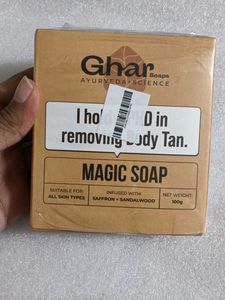 Ghar
Soaps
AYURVEDA + SCIENCE
I hold D in
removing Body Tan.
MAGIC SOAP
SUITABLE FOR:
ALL SKIN TYPES
INFUSED WITH:
SAFFRON + SANDALWOOD
NET WEIGHT:
100g